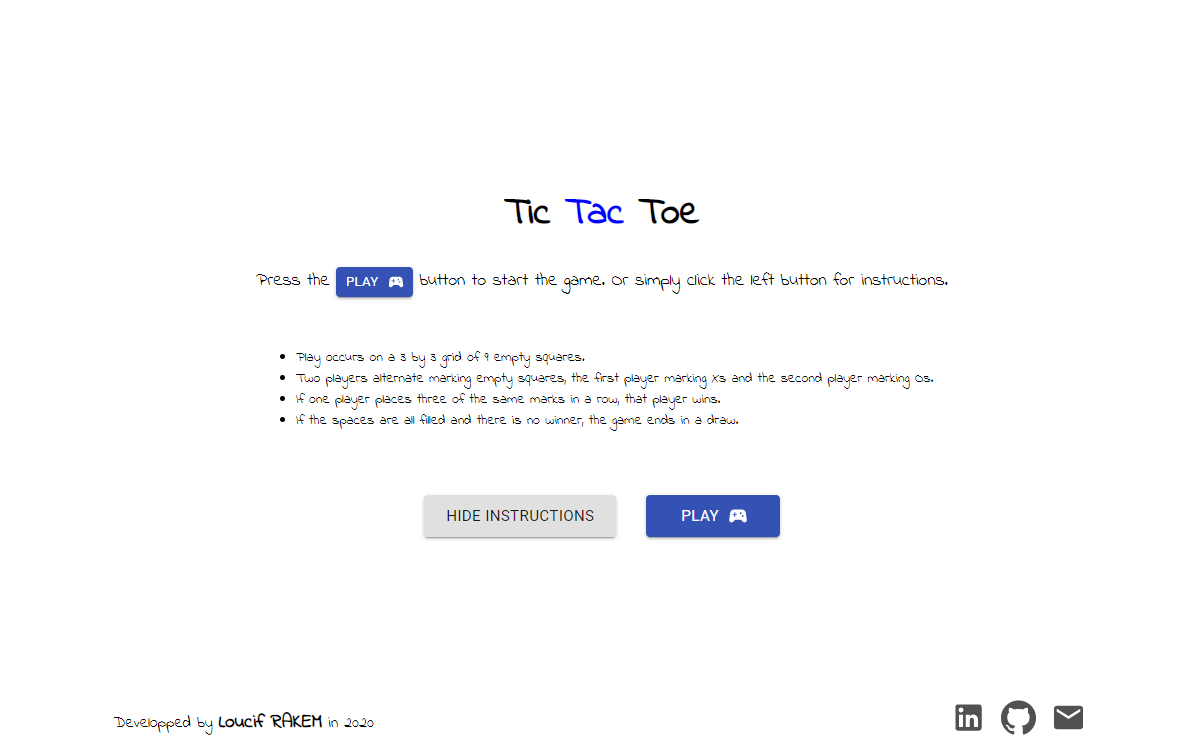 Tic Tac Toe
Press the PLAY button to start the game. Or simply click the left button for instructions.
Play occurs on a 3 by 3 grid of 9 empty squares.
Two players alternate marking empty squares, the first player marking Xs and the second player marking Os.
If one player places three of the same marks in a row, that player wins.
If the spaces are all filled and there is no winner, the game ends in a draw.
HIDE INSTRUCTIONS PLAY
Developped by Loucif RAKEM in 2020
in